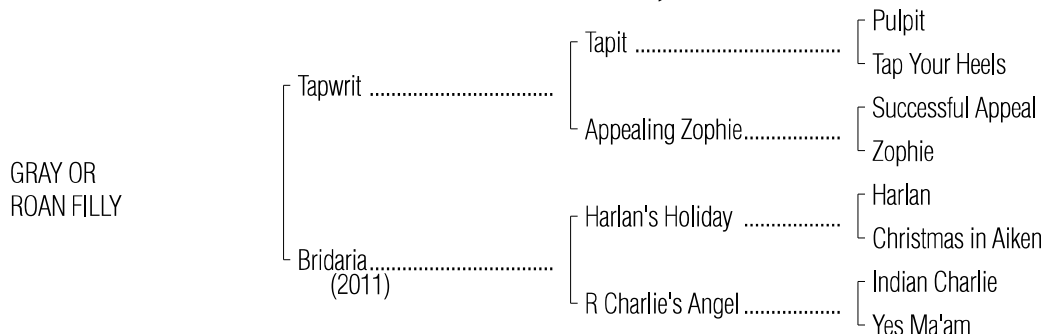 Pulpit
Tapit ........................................
Tap Your Heels
Tapwrit ...................................
Successful Appeal
Appealing Zophie....................
Zophie
GRAY OR
ROAN FILLY
Harlan
Harlan's Holiday ....................
Christmas in Aiken
Bridaria...................................
(2011)
Indian Charlie
R Charlie's Angel ....................
Yes Ma'am